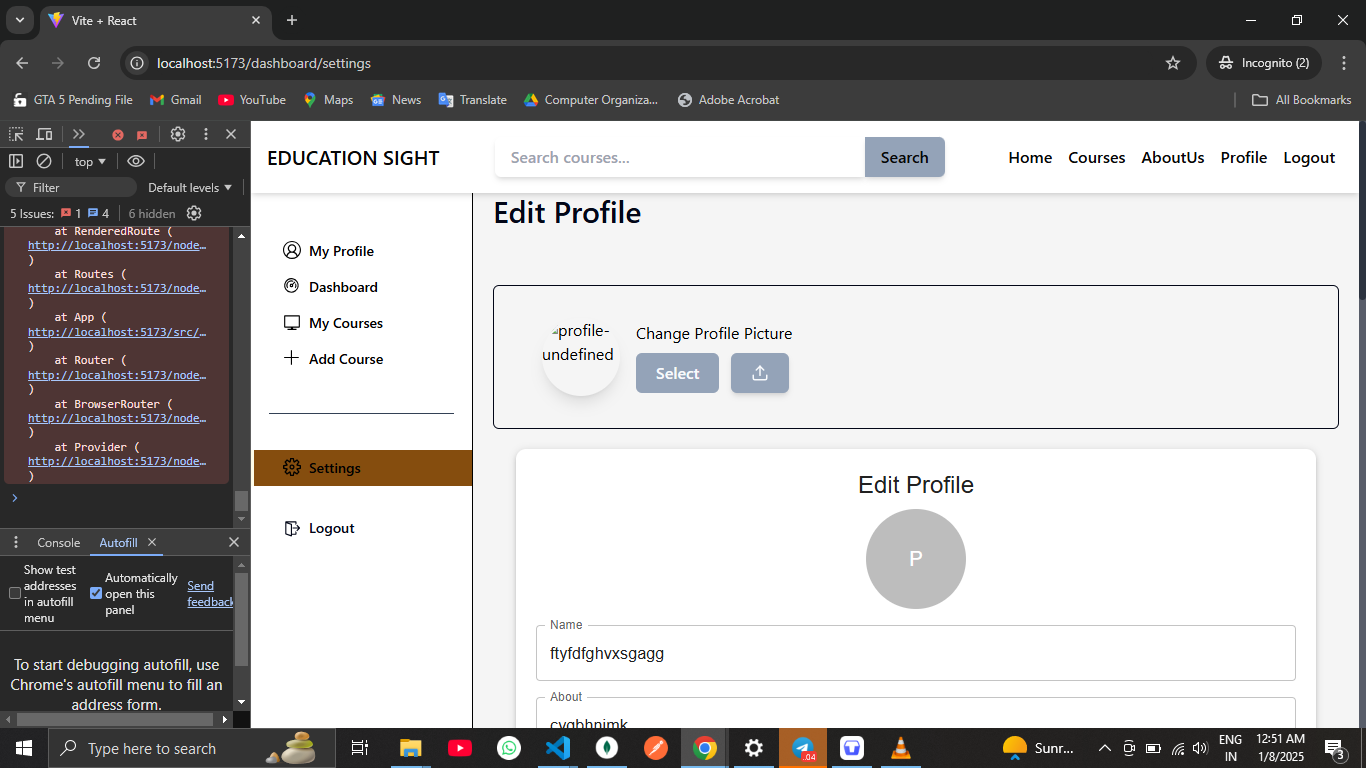 Vite + React
localhost:5173/dashboard/settings
Incognito (2)
GTA 5 Pending File
Gmail
YouTube
Maps
News
Translate
Computer Organiza...
Adobe Acrobat
All Bookmarks
top
Filter
Default levels
5 Issues: 1 4 6 hidden
at RenderedRoute (
http://localhost:5173/node…
)
at Routes (
http://localhost:5173/node…
)
at App (
http://localhost:5173/src/…
)
at Router (
http://localhost:5173/node…
)
at BrowserRouter (
http://localhost:5173/node…
)
at Provider (
http://localhost:5173/node…
)
Console
Autofill
Show test
addresses
in autofill
menu
Automatically
open this
panel
Send
feedback
To start debugging autofill, use
Chrome's autofill menu to fill an
address form.
EDUCATION SIGHT
Search courses...
Search
Home
Courses
AboutUs
Profile
Logout
My Profile
Dashboard
My Courses
Add Course
Settings
Logout
Edit Profile
profile-
undefined
Change Profile Picture
Select
Edit Profile
P
Name
ftyfdfghvxsgagg
About
cvgbhnjmk
Type here to search
.04
Sunr...
ENG
IN
12:51 AM
1/8/2025
3